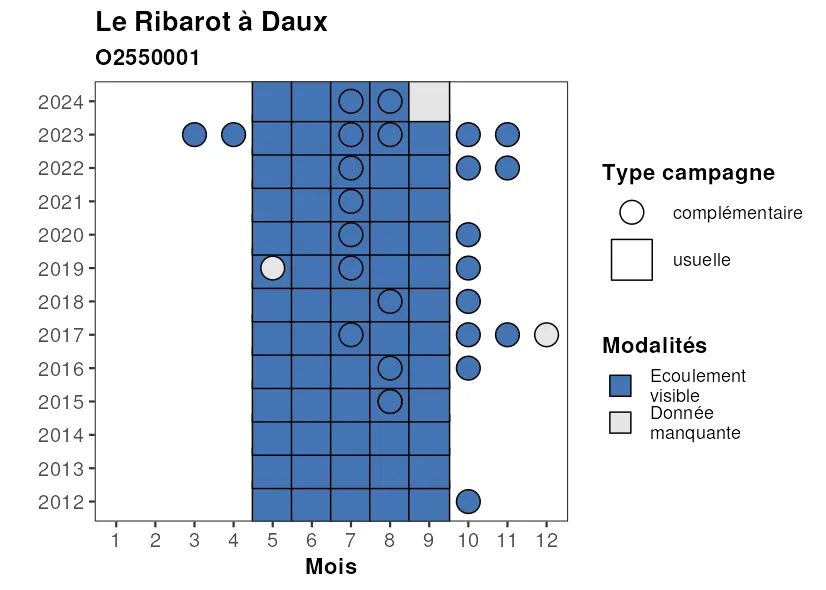 Le Ribarot à Daux
O2550001
2024
2023
2022
2021
2020
2019
2018
2017
2016
2015
2014
2013
2012
1 2 3 4 5 6 7 8 9 10 11 12
Mois
Type campagne
complémentaire
usuelle
Modalités
Ecoulement
visible
Donnée
manquante